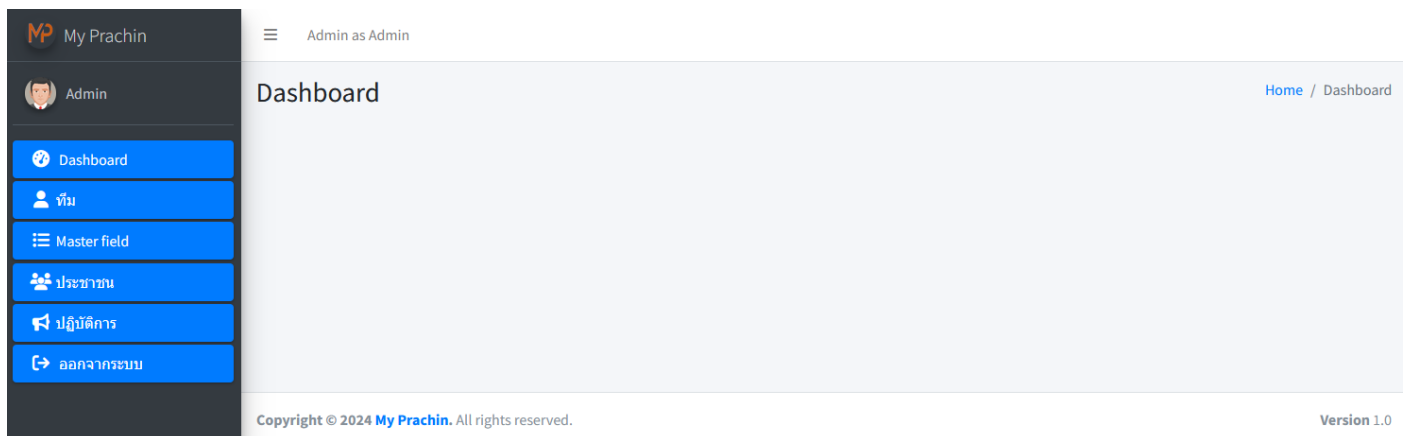 MP My Prachin
Admin as Admin
Admin
Dashboard
Home / Dashboard
Dashboard
ทีม
Master field
ประชาชน
ปฏิบัติการ
ออกจากระบบ
Copyright © 2024 My Prachin. All rights reserved.
Version 1.0